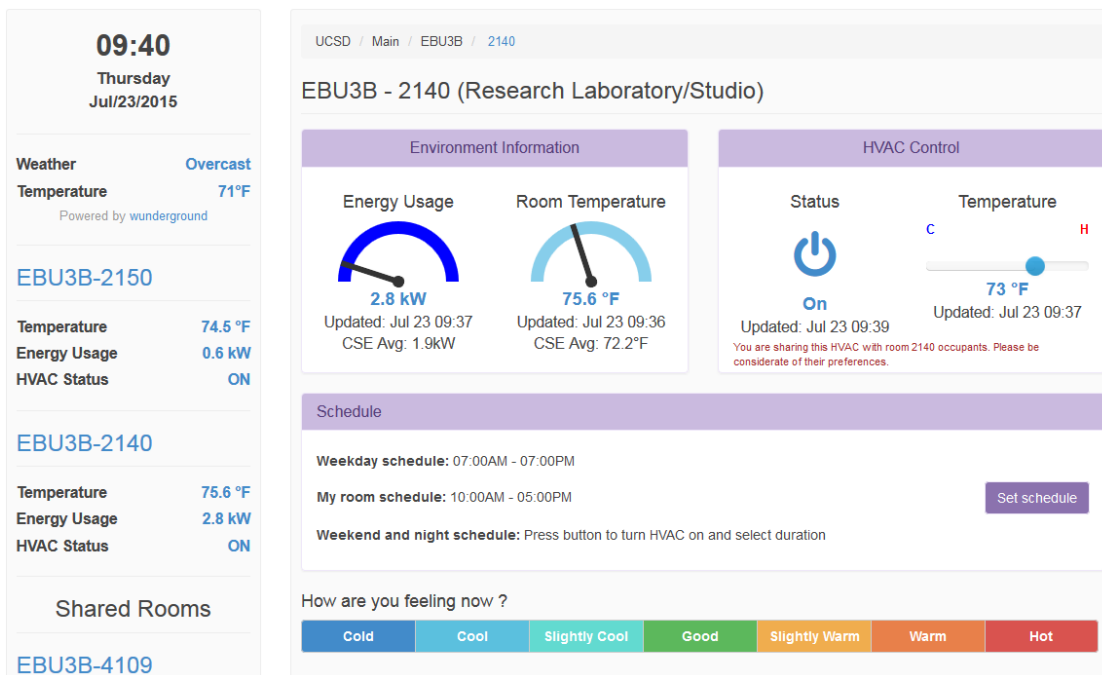 09:40
Thursday
Jul/23/2015
Weather Overcast
Temperature 71°F
Powered by wunderground
EBU3B-2150
Temperature 74.5 °F
Energy Usage 0.6 kW
HVAC Status ON
EBU3B-2140
Temperature 75.6 °F
Energy Usage 2.8 kW
HVAC Status ON
Shared Rooms
EBU3B-4109
UCSD / Main / EBU3B / 2140
EBU3B - 2140 (Research Laboratory/Studio)
Environment Information
Energy Usage
2.8 kW
Updated: Jul 23 09:37
CSE Avg: 1.9kW
Room Temperature
75.6 °F
Updated: Jul 23 09:36
CSE Avg: 72.2°F
HVAC Control
Status
On
Updated: Jul 23 09:39
Temperature
C H
73 °F
Updated: Jul 23 09:37
You are sharing this HVAC with room 2140 occupants. Please be
considerate of their preferences.
Schedule
Weekday schedule: 07:00AM - 07:00PM
My room schedule: 10:00AM - 05:00PM
Set schedule
Weekend and night schedule: Press button to turn HVAC on and select duration
How are you feeling now ?
Cold Cool Slightly Cool Good Slightly Warm Warm Hot